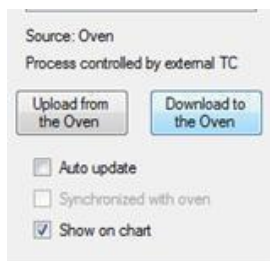 Source: Oven
Process controlled by external TC
Upload from
the Oven
Download to
the Oven
Auto update
Synchronized with oven
Show on chart